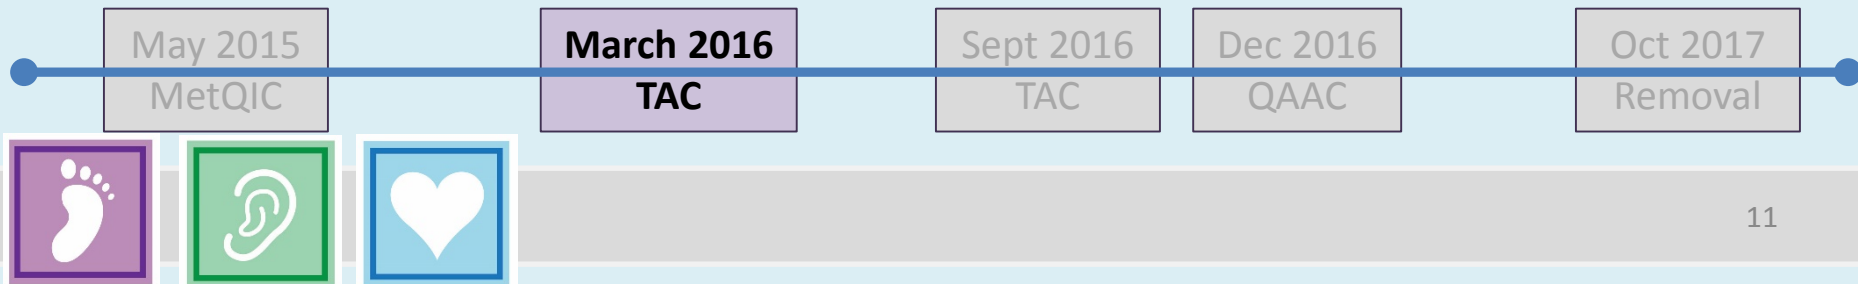 May 2015
MetQIC
March 2016
TAC
Sept 2016
TAC
Dec 2016
QAAC
Oct 2017
Removal
11